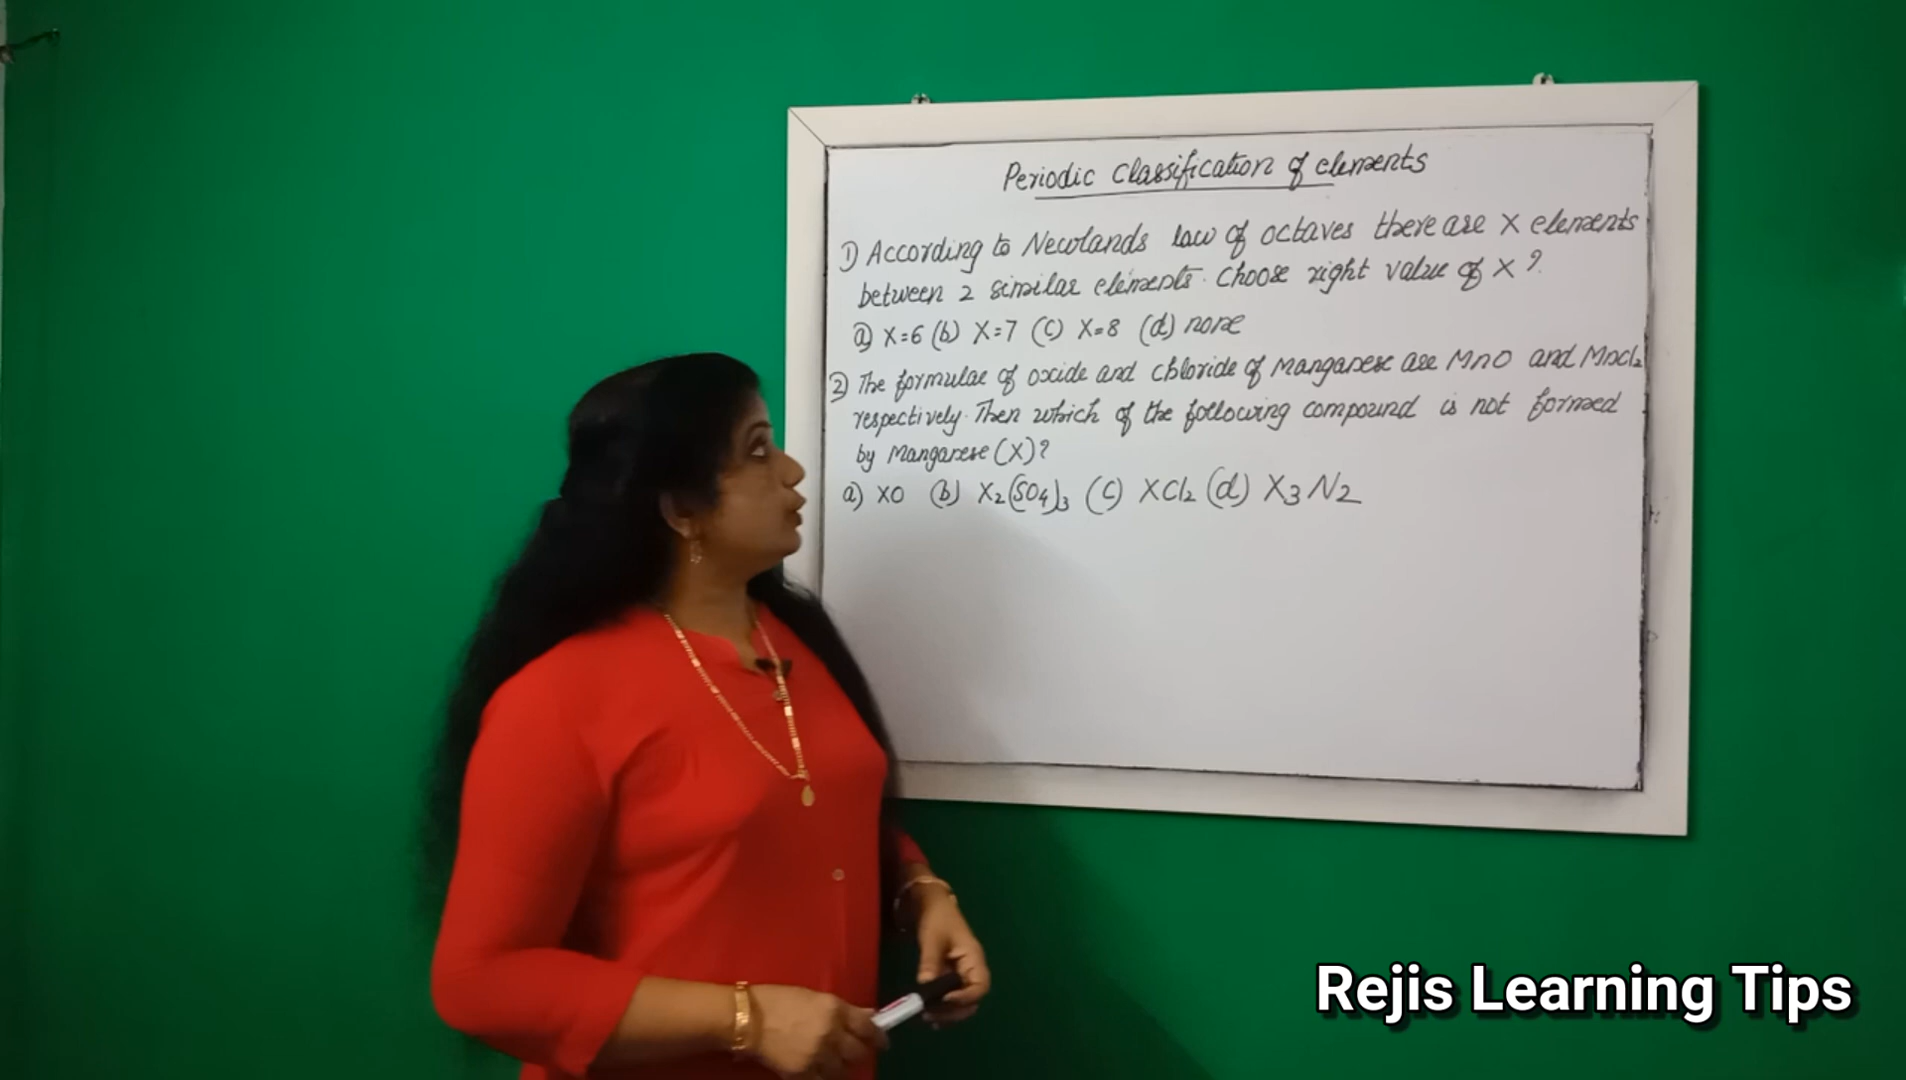 Periodic Classification of elements
1) According to Newlands law of octaves there are X elements
between 2 similar elements. Choose right value of X ?
a) X=6 (b) X=7 (c) X=8 (d) none
2) The formulae of oxide and chloride of Manganese are MnO and MnCl2
respectively. Then which of the following compound is not formed
by Manganese (X)?
a) XO (b) X2(SO4)3 (c) XCl2 (d) X3N2
Rejis Learning Tips